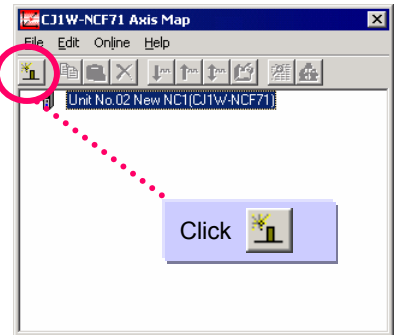 CJ1W-NCF71 Axis Map
File Edit Online Help
Unit No.02 New NC1(CJ1W-NCF71)
Click